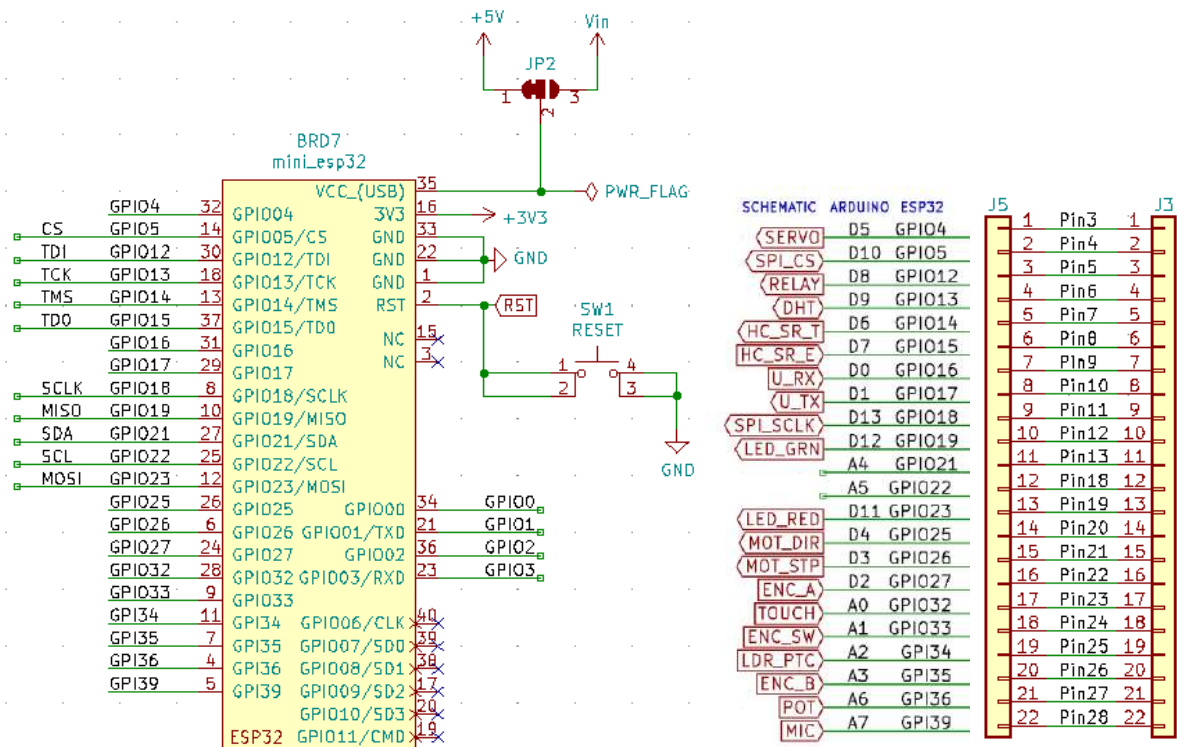 +5V Vin
JP2
1 2 3
BRD7
mini_esp32
VCC_(USB) 35 PWR_FLAG
GPIO4 32 GPIO04 3V3 16 +3V3
CS GPIO5 14 GPIO05/CS GND 33
TDI GPIO12 30 GPIO12/TDI GND 22 GND
TCK GPIO13 18 GPIO13/TCK GND 1
TMS GPIO14 13 GPIO14/TMS RST 2 RST
TDO GPIO15 37 GPIO15/TDO
GPIO16 31 GPIO16 NC 15
GPIO17 29 GPIO17 NC 3
SCLK GPIO18 8 GPIO18/SCLK
MISO GPIO19 10 GPIO19/MISO
SDA GPIO21 27 GPIO21/SDA
SCL GPIO22 25 GPIO22/SCL
MOSI GPIO23 12 GPIO23/MOSI
GPIO25 26 GPIO25 GPIO00 34 GPIO0
GPIO26 6 GPIO26 GPIO01/TXD 21 GPIO1
GPIO27 24 GPIO27 GPIO02 36 GPIO2
GPIO32 28 GPIO32 GPIO03/RXD 23 GPIO3
GPIO33 9 GPIO33
GPI34 11 GPI34 GPIO06/CLK 40
GPI35 7 GPI35 GPIO07/SD0 39
GPI36 4 GPI36 GPIO08/SD1 38
GPI39 5 GPI39 GPIO09/SD2 17
GPIO10/SD3 20
ESP32 GPIO11/CMD 19
SW1
RESET
1 4
2 3
GND
SCHEMATIC ARDUINO ESP32 J5 J3
SERVO D5 GPIO4 1 Pin3 1
SPI_CS D10 GPIO5 2 Pin4 2
RELAY D8 GPIO12 3 Pin5 3
DHT D9 GPIO13 4 Pin6 4
HC_SR_T D6 GPIO14 5 Pin7 5
HC_SR_E D7 GPIO15 6 Pin8 6
U_RX D0 GPIO16 7 Pin9 7
U_TX D1 GPIO17 8 Pin10 8
SPI_SCLK D13 GPIO18 9 Pin11 9
LED_GRN D12 GPIO19 10 Pin12 10
A4 GPIO21 11 Pin13 11
A5 GPIO22 12 Pin18 12
LED_RED D11 GPIO23 13 Pin19 13
MOT_DIR D4 GPIO25 14 Pin20 14
MOT_STP D3 GPIO26 15 Pin21 15
ENC_A D2 GPIO27 16 Pin22 16
TOUCH A0 GPIO32 17 Pin23 17
ENC_SW A1 GPIO33 18 Pin24 18
LDR_PTC A2 GPI34 19 Pin25 19
ENC_B A3 GPI35 20 Pin26 20
POT A6 GPI36 21 Pin27 21
MIC A7 GPI39 22 Pin28 22